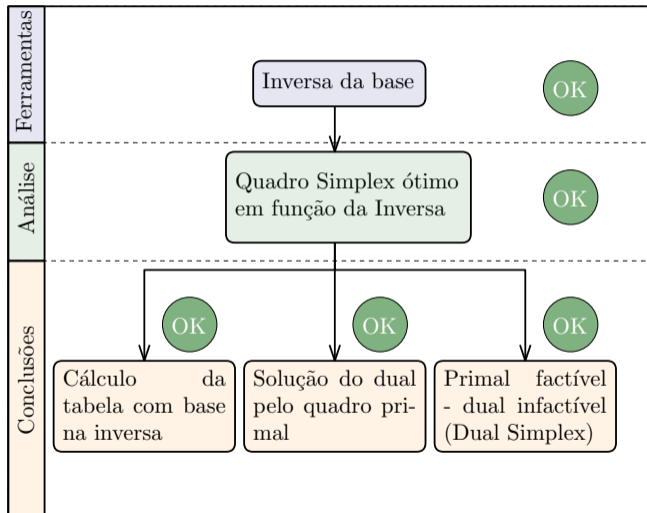 Ferramentas
Inversa da base
OK
Análise
Quadro Simplex ótimo
em função da Inversa
OK
Conclusões
OK
OK
OK
Cálculo da
tabela com base
na inversa
Solução do dual
pelo quadro pri-
mal
Primal factível
- dual infactível
(Dual Simplex)